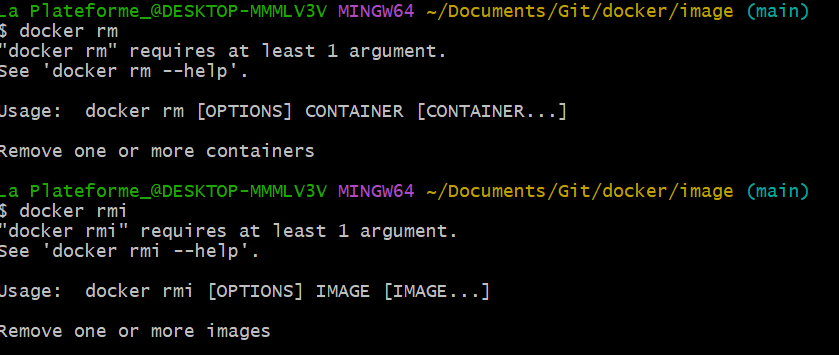 La Plateforme_@DESKTOP-MMMLV3V MINGW64 ~/Documents/Git/docker/image (main)
$ docker rm
"docker rm" requires at least 1 argument.
See 'docker rm --help'.
Usage:  docker rm [OPTIONS] CONTAINER [CONTAINER...]
Remove one or more containers
La Plateforme_@DESKTOP-MMMLV3V MINGW64 ~/Documents/Git/docker/image (main)
$ docker rmi
"docker rmi" requires at least 1 argument.
See 'docker rmi --help'.
Usage:  docker rmi [OPTIONS] IMAGE [IMAGE...]
Remove one or more images